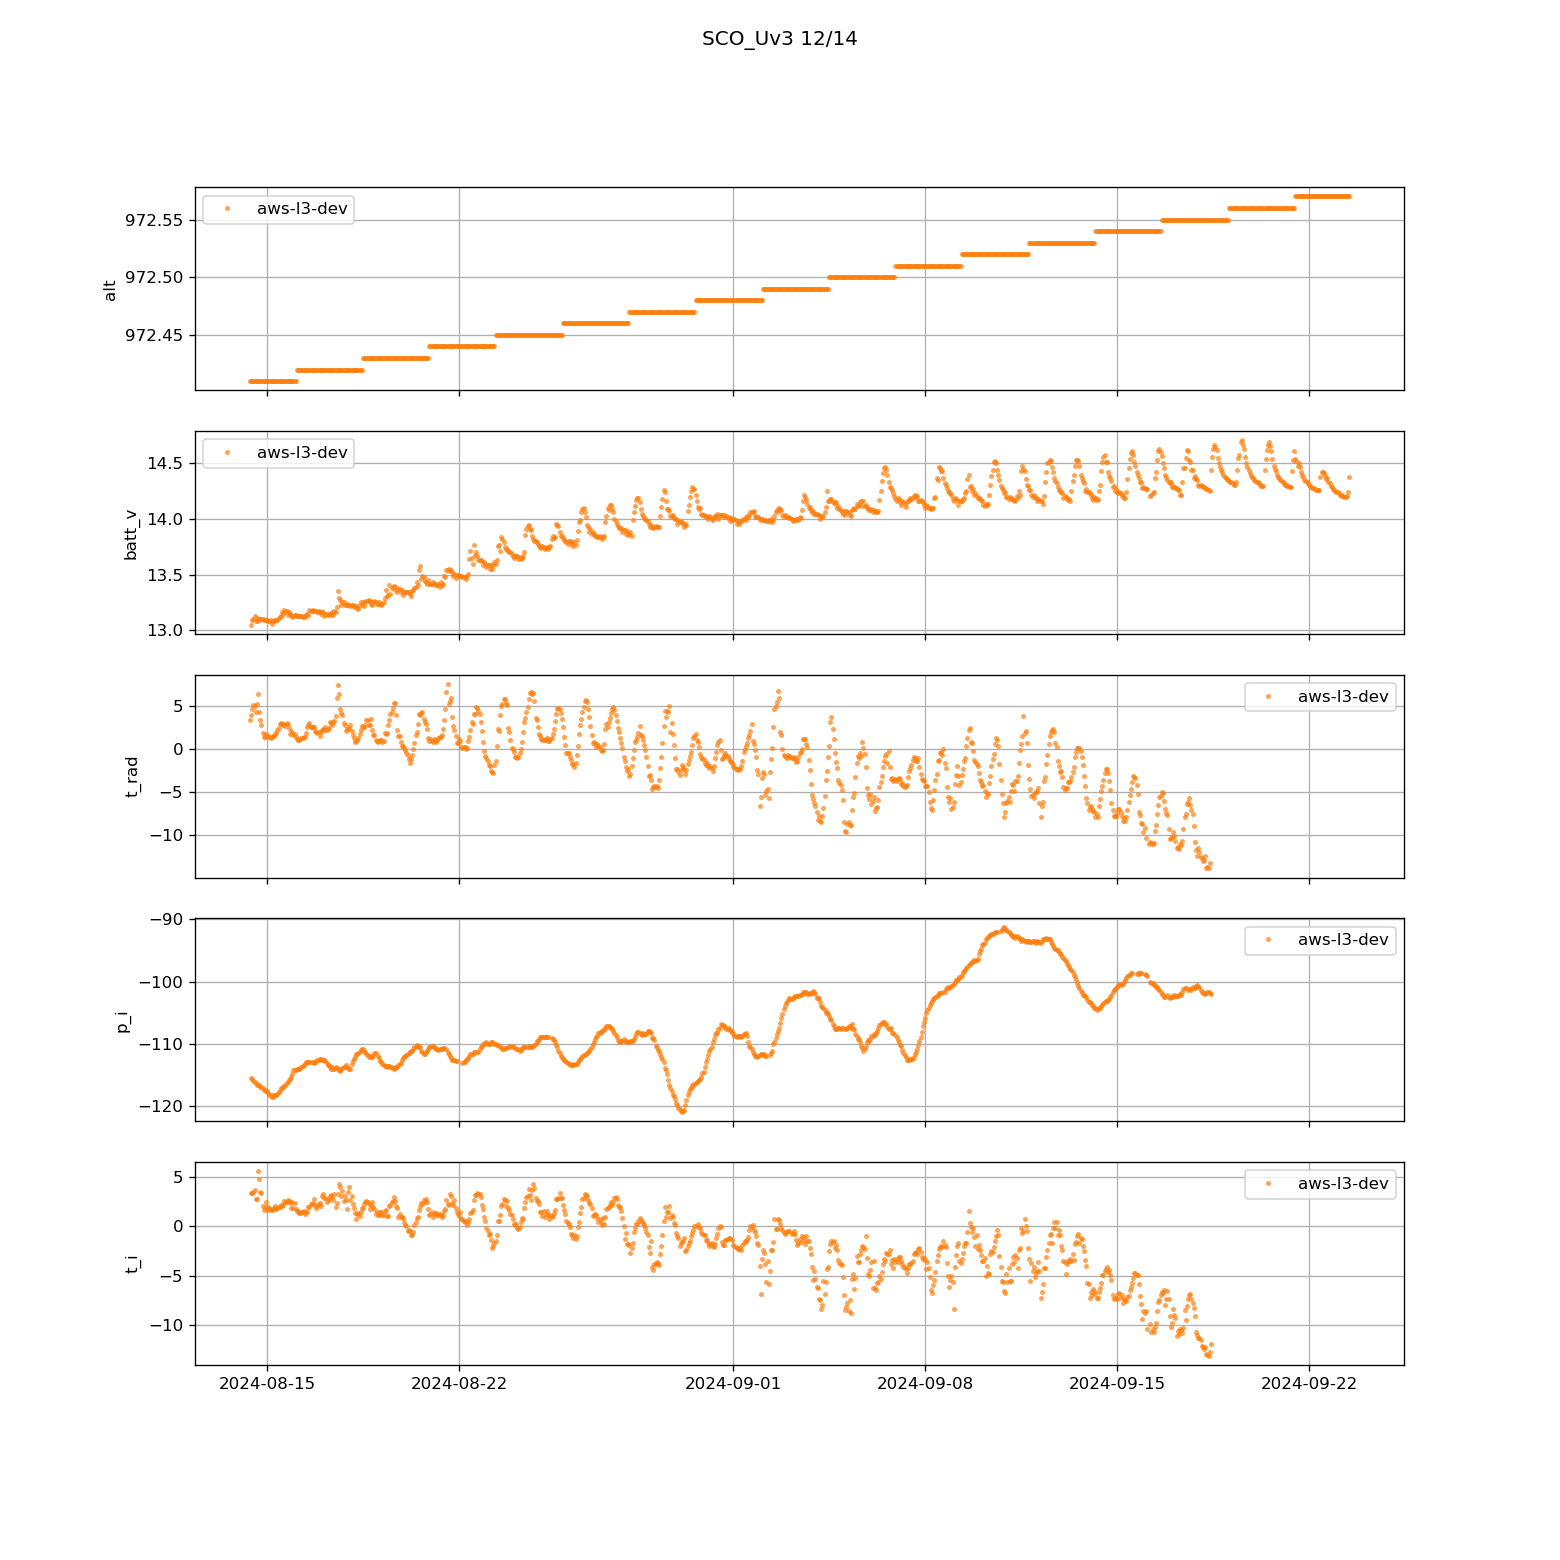 SCO_Uv3 12/14
aws-l3-dev
972.55
972.50
972.45
alt
aws-l3-dev
14.5
14.0
13.5
13.0
batt_v
aws-l3-dev
5
0
−5
−10
t_rad
aws-l3-dev
−90
−100
−110
−120
p_i
aws-l3-dev
5
0
−5
−10
t_i
2024-08-15 2024-08-22 2024-09-01 2024-09-08 2024-09-15 2024-09-22